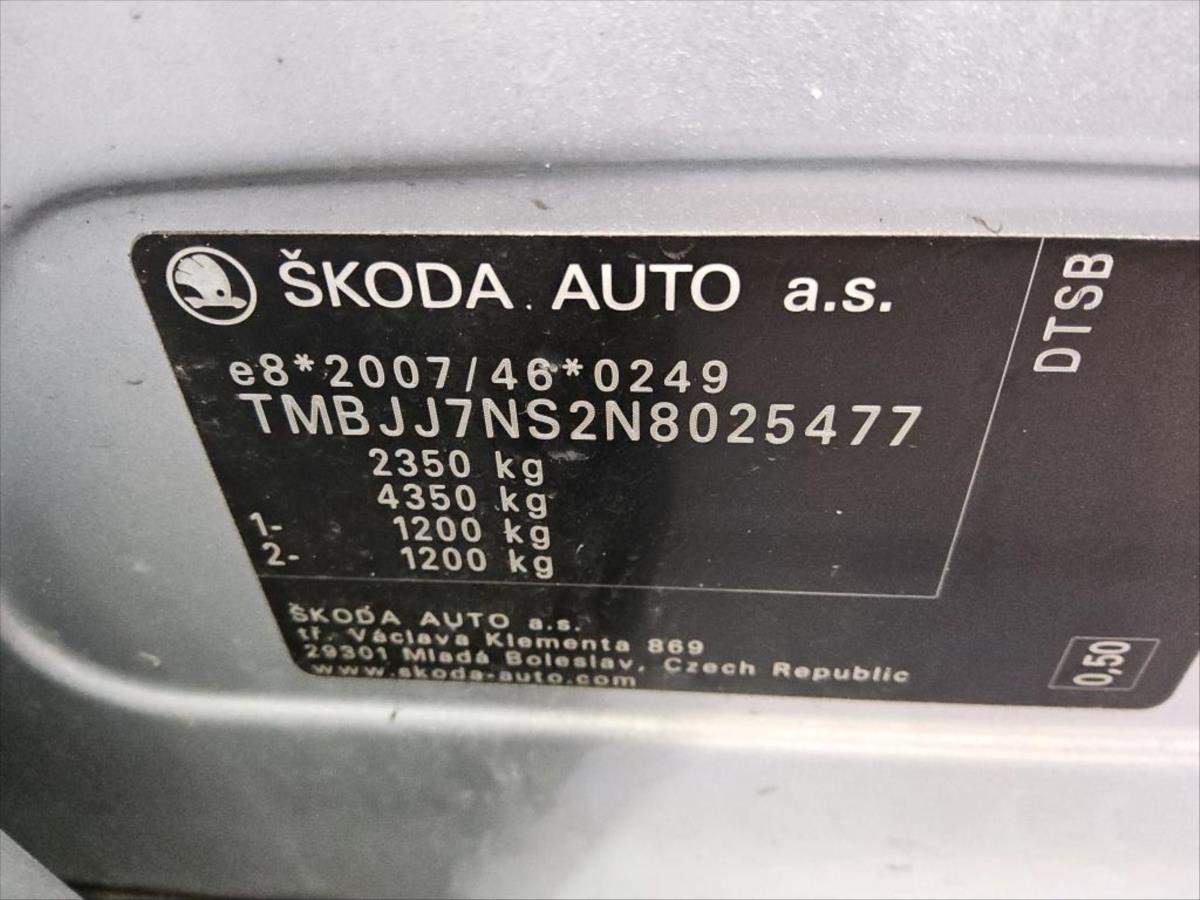 ŠKODA AUTO a.s.
e8*2007/46*0249
TMBJJ7NS2N8025477
2350 kg
4350 kg
1- 1200 kg
2- 1200 kg
ŠKODA AUTO a.s.
tř. Václava Klementa 869
29301 Mladá Boleslav, Czech Republic
www.skoda-auto.com
DTSB
0,50